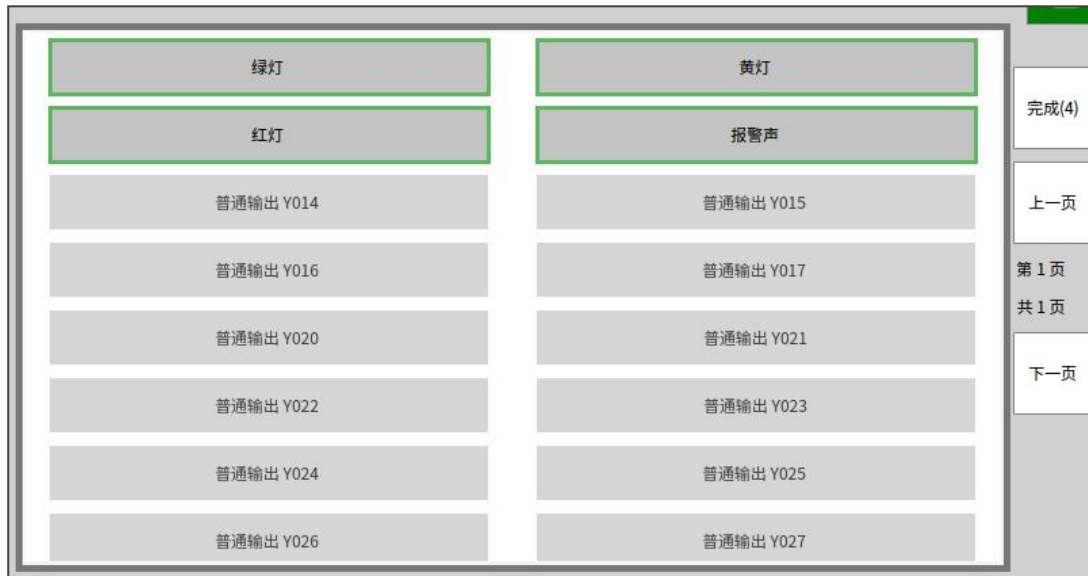 绿灯
黄灯
完成(4)
红灯
报警声
普通输出 Y014
普通输出 Y015
上一页
普通输出 Y016
普通输出 Y017
第 1 页
共 1 页
普通输出 Y020
普通输出 Y021
下一页
普通输出 Y022
普通输出 Y023
普通输出 Y024
普通输出 Y025
普通输出 Y026
普通输出 Y027